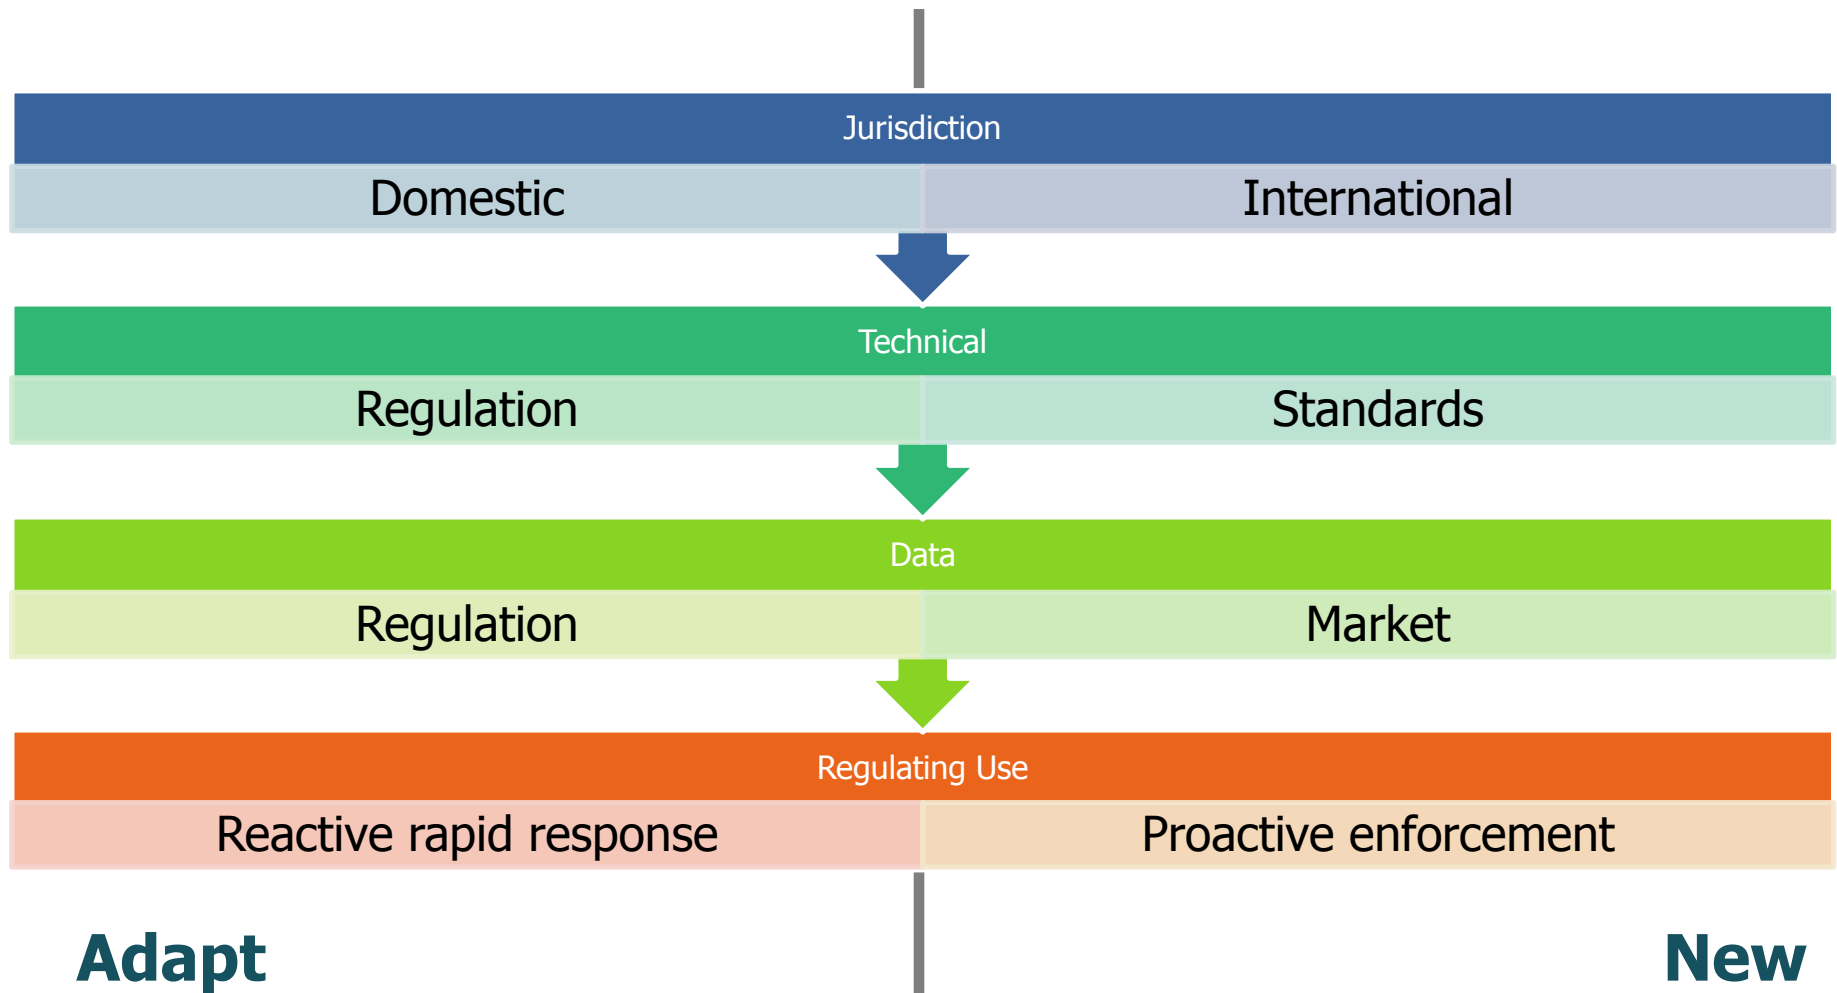 Jurisdiction
Domestic
International
Technical
Regulation
Standards
Data
Regulation
Market
Regulating Use
Reactive rapid response
Proactive enforcement
Adapt
New